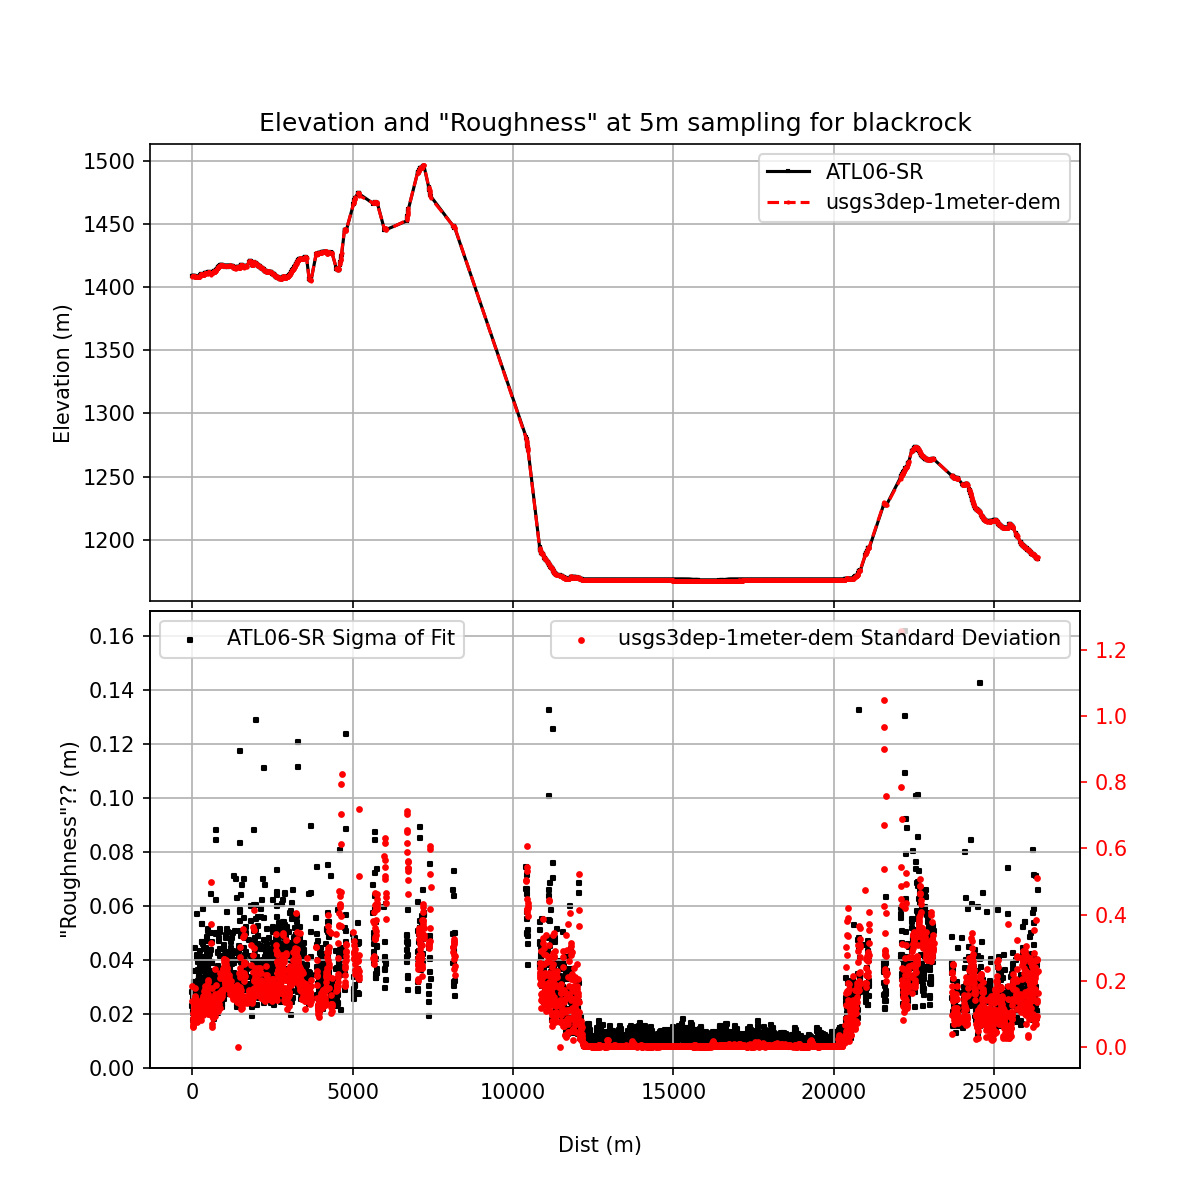 Elevation and "Roughness" at 5m sampling for blackrock
1500
1450
1400
1350
1300
1250
1200
Elevation (m)
ATL06-SR
usgs3dep-1meter-dem
0.16
0.14
0.12
0.10
0.08
0.06
0.04
0.02
0.00
"Roughness"?? (m)
ATL06-SR Sigma of Fit
usgs3dep-1meter-dem Standard Deviation
1.2
1.0
0.8
0.6
0.4
0.2
0.0
0 5000 10000 15000 20000 25000
Dist (m)